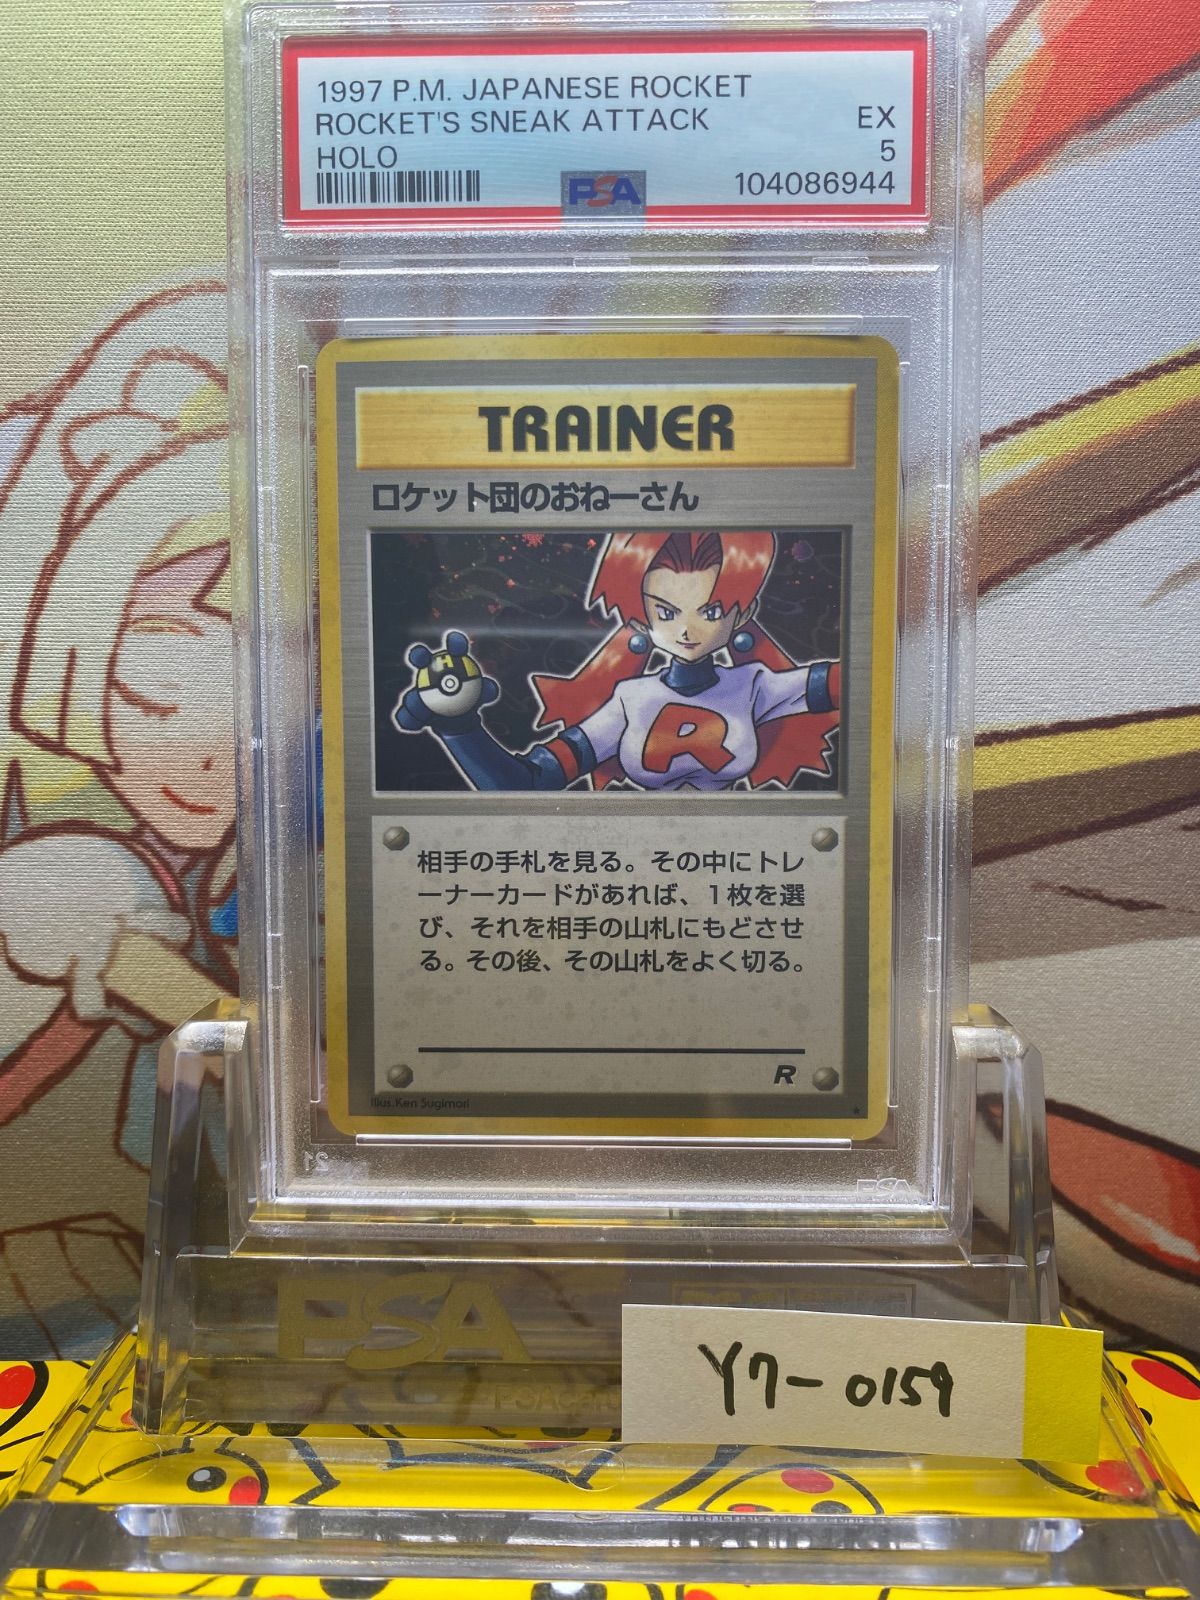 1997 P.M. JAPANESE ROCKET
ROCKET'S SNEAK ATTACK EX
HOLO 5
PSA 104086944
TRAINER
ロケット団のおねーさん
H
R
相手の手札を見る。その中にトレ
ーナーカードがあれば、1枚を選
び、それを相手の山札にもどさせ
る。その後、その山札をよく切る。
R
Illus.Ken Sugimori
21
PSA
PSA
Y7-0159